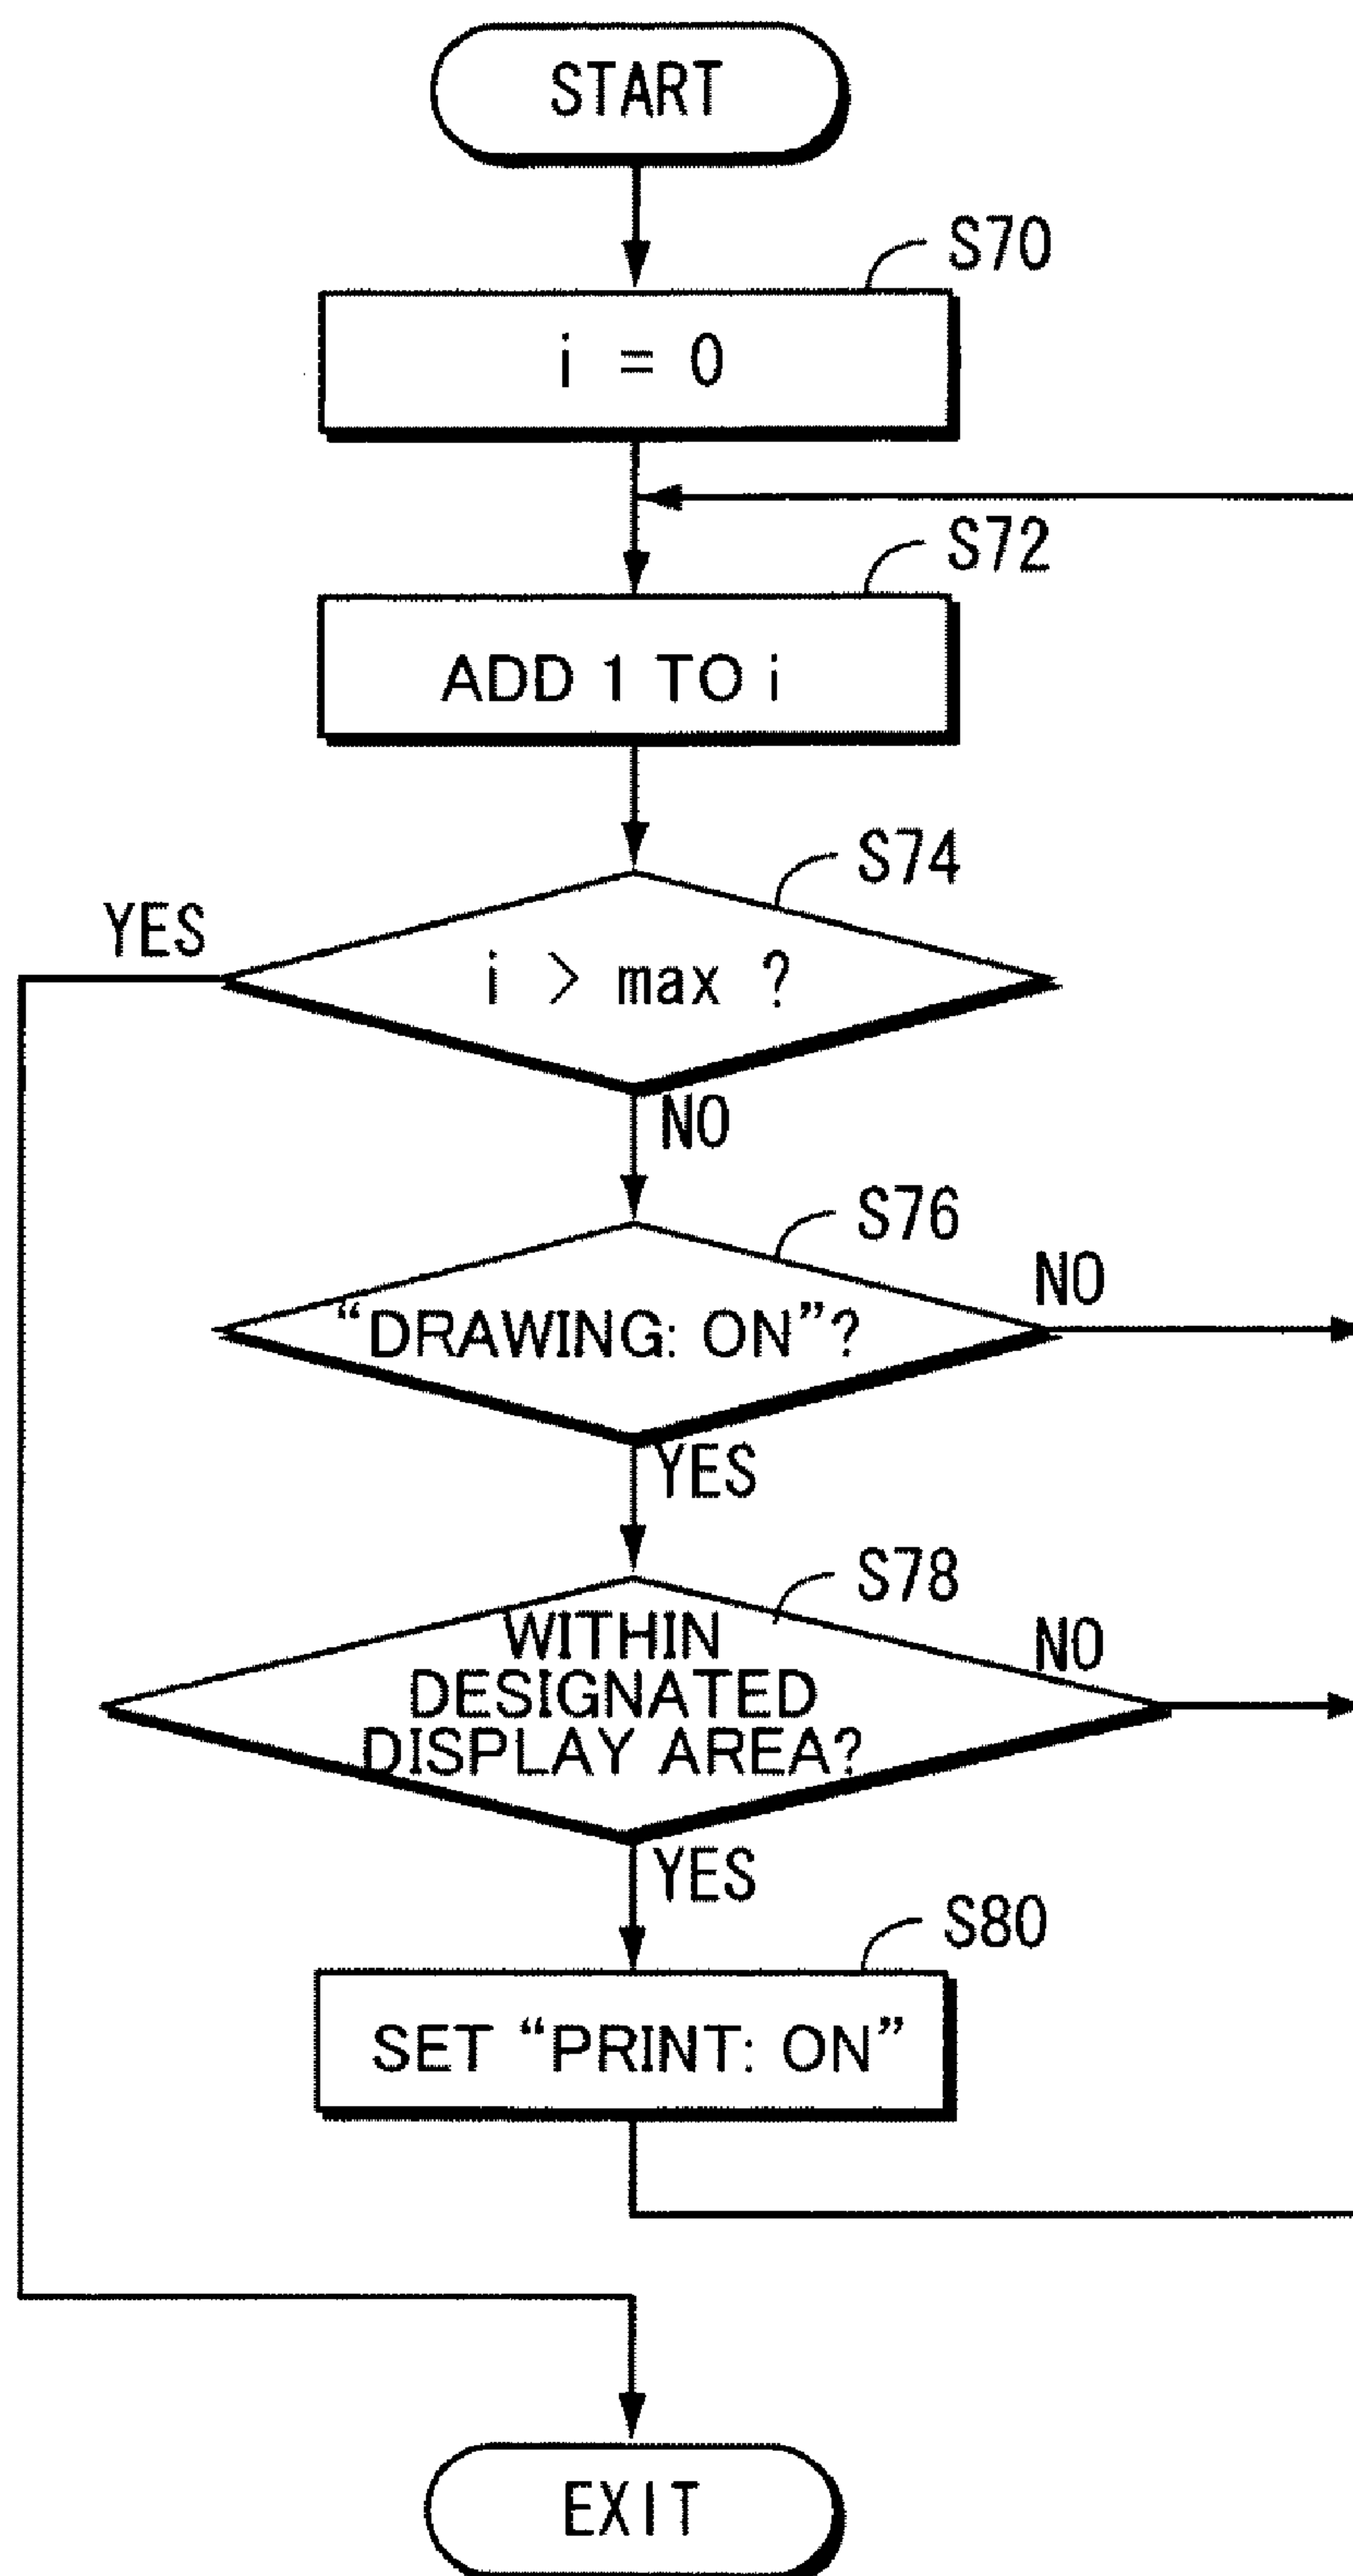 START
S70
i = 0
S72
ADD 1 TO i
S74
YES
i > max ?
NO
S76
NO
“DRAWING: ON”?
YES
S78
NO
WITHIN
DESIGNATED
DISPLAY AREA?
YES
S80
SET “PRINT: ON”
EXIT